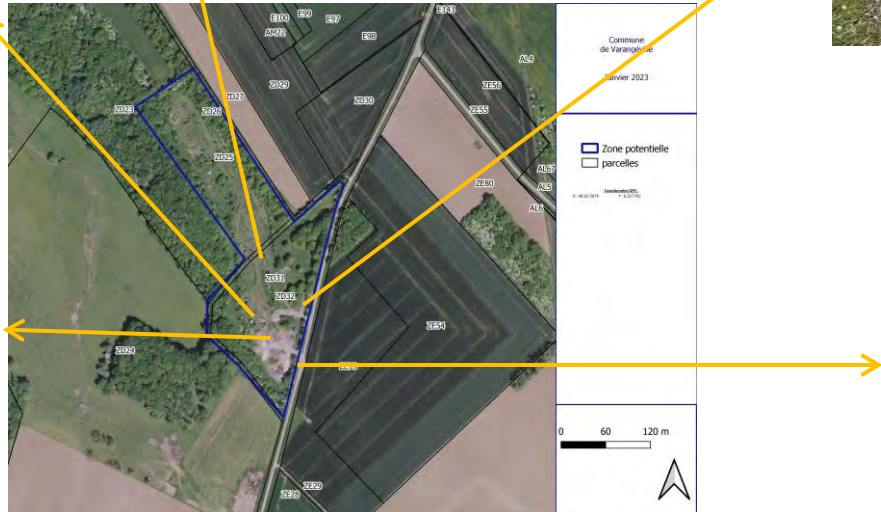 E100
E99
E97
E98
E143
AM22
AL4
ZD29
ZE56
ZD27
ZD30
ZE55
ZD23
ZD26
ZD25
AL67
ZE80
AL5
AL6
ZD31
ZD32
ZE54
ZD24
ZE29
ZE28
Commune
de Varangéville
Janvier 2023
Zone potentielle
parcelles
0 60 120 m